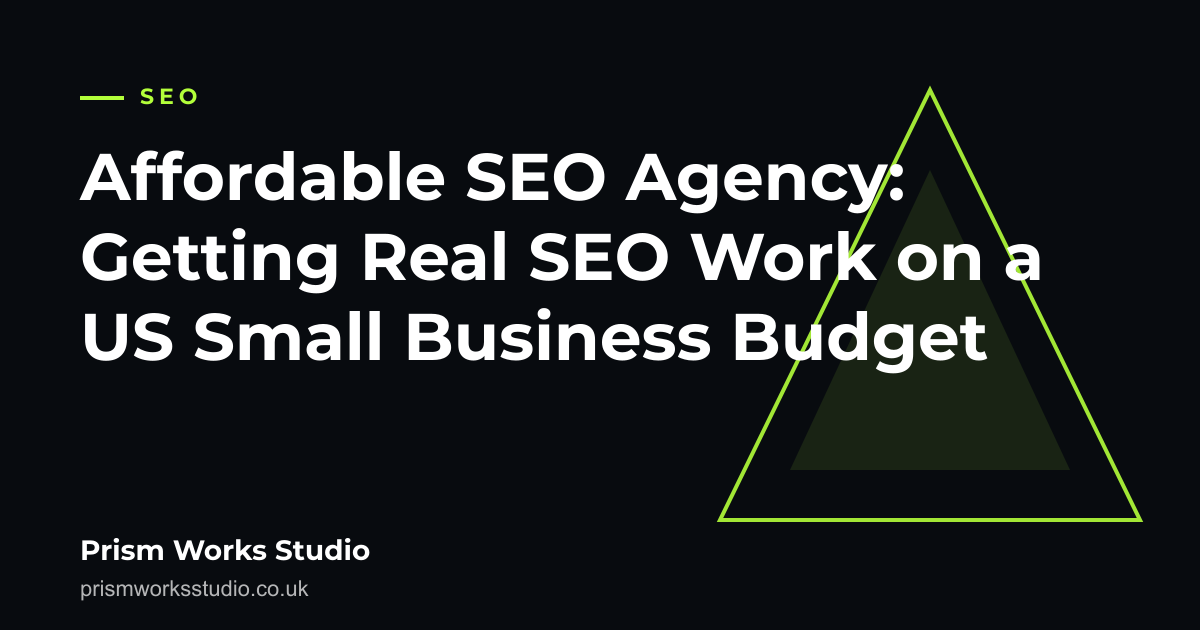 SEO
Affordable SEO Agency:
Getting Real SEO Work on a
US Small Business Budget
Prism Works Studio
prismworksstudio.co.uk